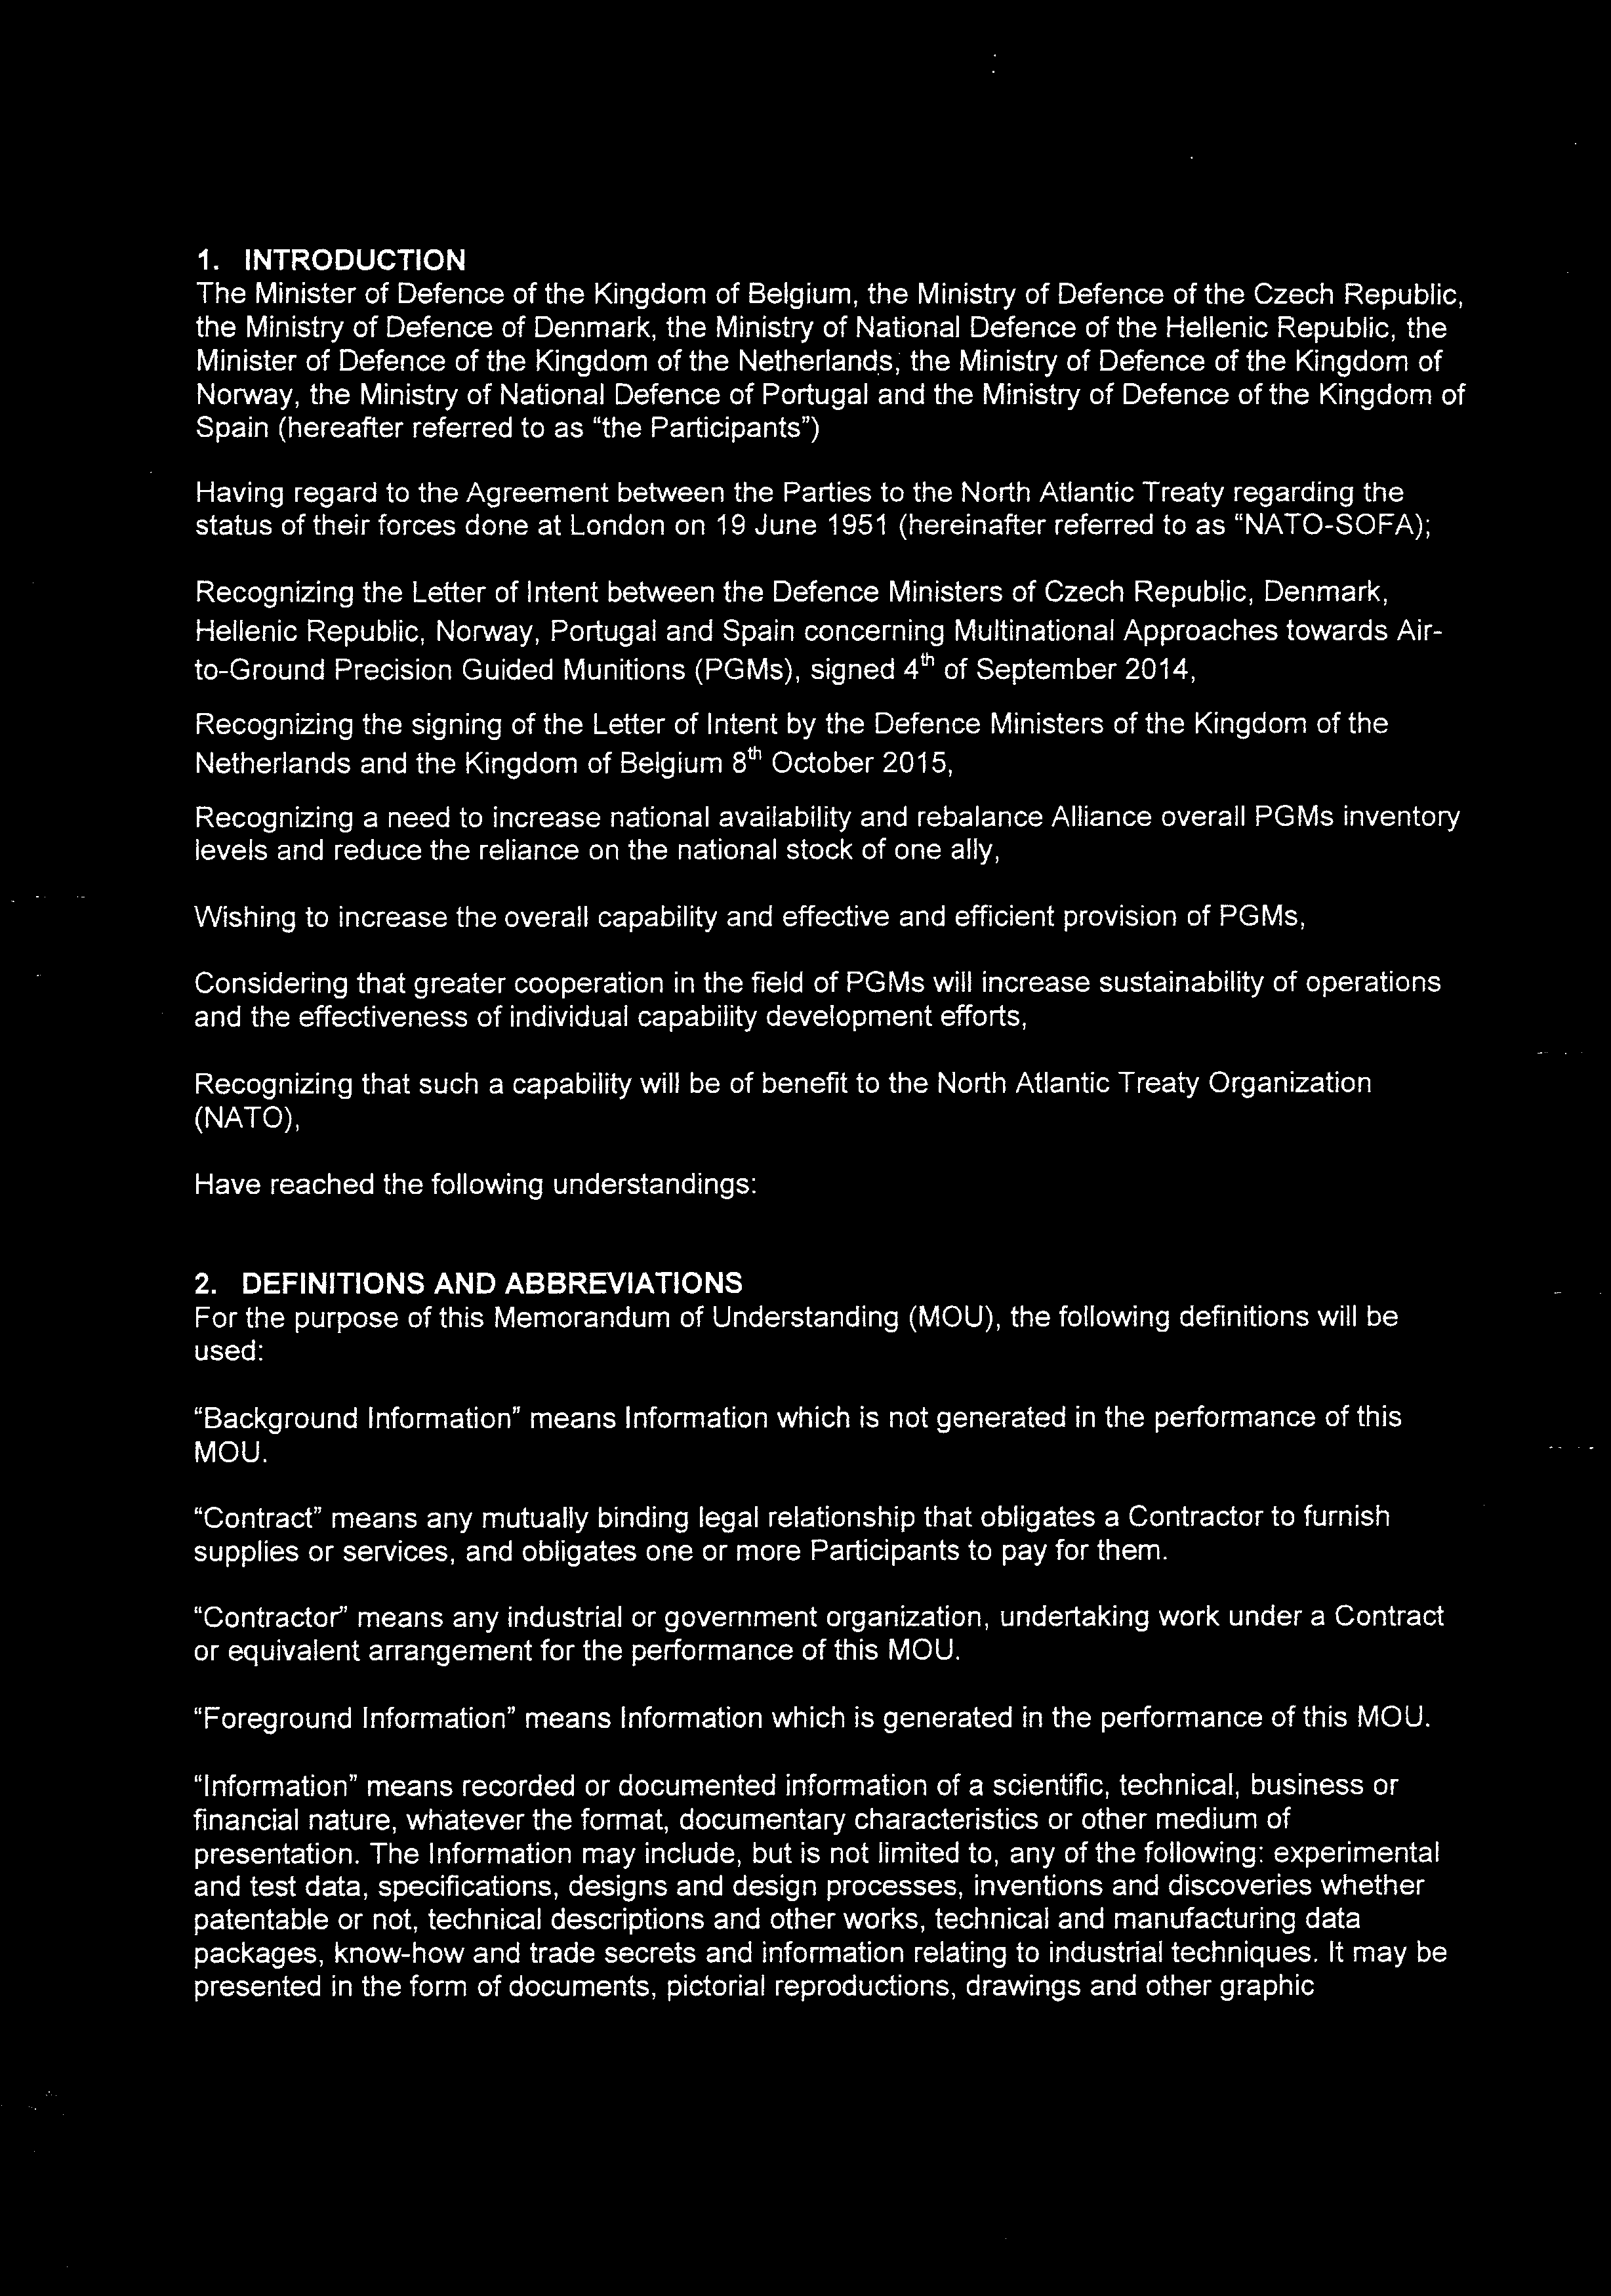 1. INTRODUCTION
The Minister of Defence of the Kingdom of Belgium, the Ministry of Defence of the Czech Republic,
the Ministry of Defence of Denmark, the Ministry of National Defence of the Hellenic Republic, the
Minister of Defence of the Kingdom of the Netherlands, the Ministry of Defence of the Kingdom of
Norway, the Ministry of National Defence of Portugal and the Ministry of Defence of the Kingdom of
Spain (hereafter referred to as “the Participants”)
Having regard to the Agreement between the Parties to the North Atlantic Treaty regarding the
status of their forces done at London on 19 June 1951 (hereinafter referred to as “NATO-SOFA);
Recognizing the Letter of Intent between the Defence Ministers of Czech Republic, Denmark,
Hellenic Republic, Norway, Portugal and Spain concerning Multinational Approaches towards Air-
to-Ground Precision Guided Munitions (PGMs), signed 4th of September 2014,
Recognizing the signing of the Letter of Intent by the Defence Ministers of the Kingdom of the
Netherlands and the Kingdom of Belgium 8th October 2015,
Recognizing a need to increase national availability and rebalance Alliance overall PGMs inventory
levels and reduce the reliance on the national stock of one ally,
Wishing to increase the overall capability and effective and efficient provision of PGMs,
Considering that greater cooperation in the field of PGMs will increase sustainability of operations
and the effectiveness of individual capability development efforts,
Recognizing that such a capability will be of benefit to the North Atlantic Treaty Organization
(NATO),
Have reached the following understandings:
2. DEFINITIONS AND ABBREVIATIONS
For the purpose of this Memorandum of Understanding (MOU), the following definitions will be
used:
“Background Information” means Information which is not generated in the performance of this
MOU.
“Contract” means any mutually binding legal relationship that obligates a Contractor to furnish
supplies or services, and obligates one or more Participants to pay for them.
“Contractor” means any industrial or government organization, undertaking work under a Contract
or equivalent arrangement for the performance of this MOU.
“Foreground Information” means Information which is generated in the performance of this MOU.
“Information” means recorded or documented information of a scientific, technical, business or
financial nature, whatever the format, documentary characteristics or other medium of
presentation. The Information may include, but is not limited to, any of the following: experimental
and test data, specifications, designs and design processes, inventions and discoveries whether
patentable or not, technical descriptions and other works, technical and manufacturing data
packages, know-how and trade secrets and information relating to industrial techniques. It may be
presented in the form of documents, pictorial reproductions, drawings and other graphic